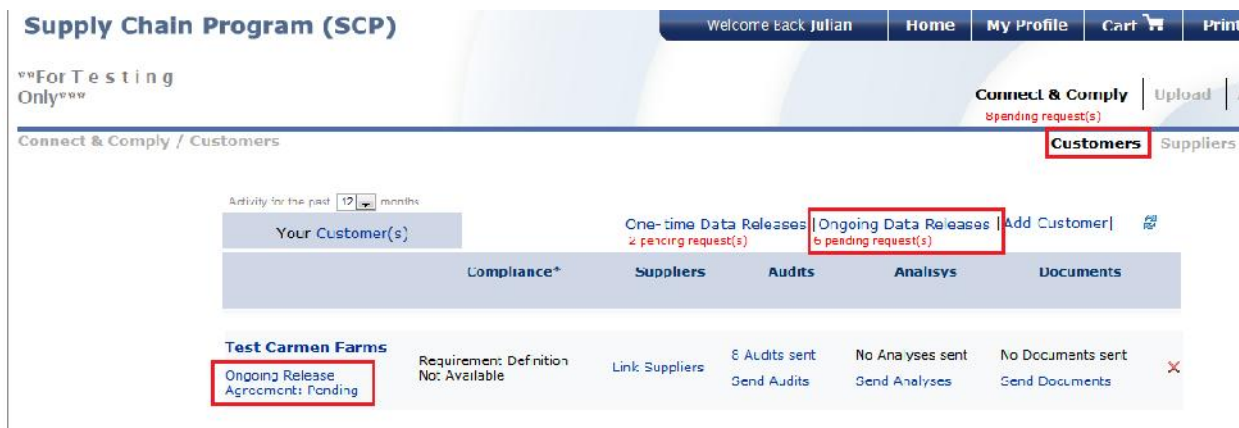 Supply Chain Program (SCP)
Welcome Back Julian
Home
My Profile
Cart
Print
**For T e s t i n g
Only***
Connect & Comply
Upload
8pending request(s)
Connect & Comply / Customers
Customers
Suppliers
Activity for the past 12 months
Your Customer(s)
One-time Data Releases |Ongoing Data Releases |Add Customer|
2 pending request(s)
6 pending request(s)
Compliance*
Suppliers
Audits
Analisys
Documents
Test Carmen Farms
Ongoing Release
Agreement: Pending
Requirement Definition
Not Available
Link Suppliers
8 Audits sent
Send Audits
No Analyses sent
Send Analyses
No Documents sent
Send Documents